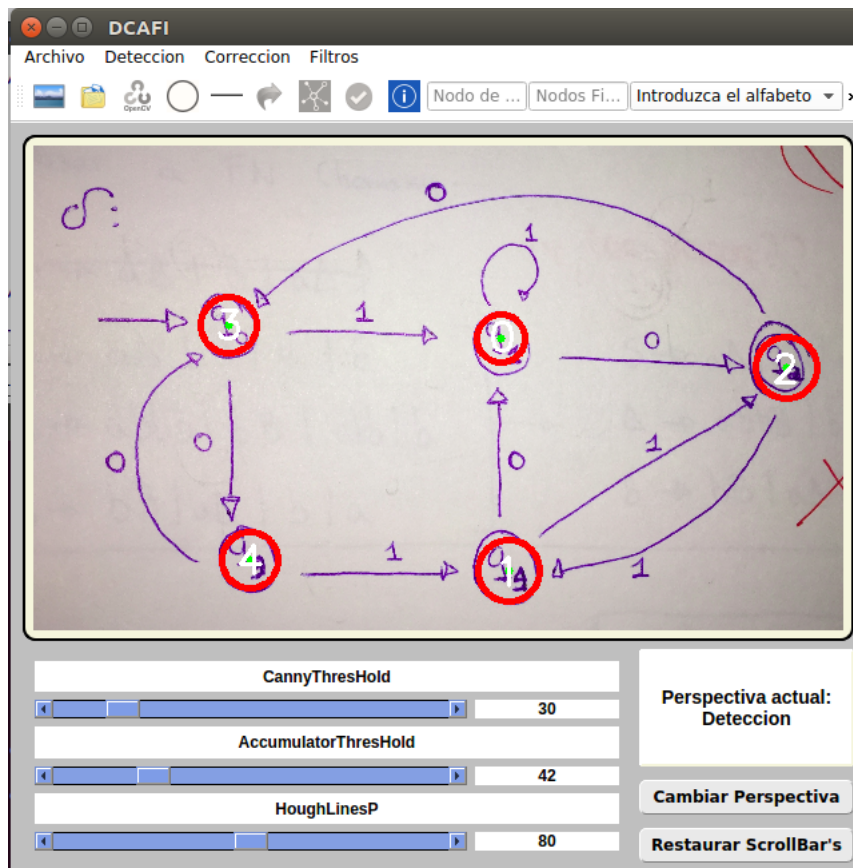 DCAFI
Archivo Deteccion Correccion Filtros
OpenCV
Nodo de ... Nodos Fi... Introduzca el alfabeto
δ:
0
1
3 1 0 0 2
0 0 0 1
4 1 1 1
CannyThresHold
30
AccumulatorThresHold
42
HoughLinesP
80
Perspectiva actual:
Deteccion
Cambiar Perspectiva
Restaurar ScrollBar's